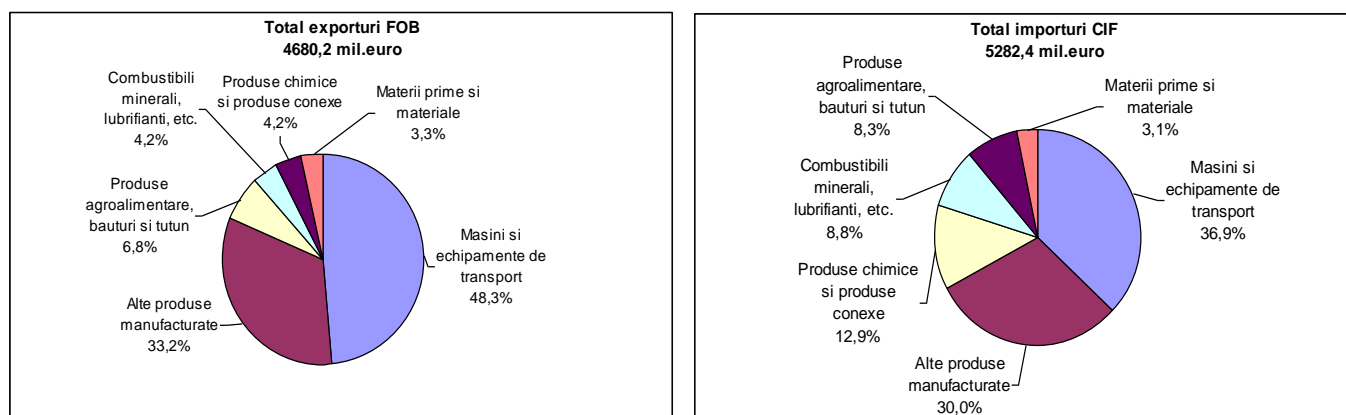 Total exporturi FOB
4680,2 mil.euro
Combustibili
minerali,
lubrifianti, etc.
4,2%
Produse chimice
si produse conexe
4,2%
Materii prime si
materiale
3,3%
Produse
agroalimentare,
bauturi si tutun
6,8%
Masini si
echipamente de
transport
48,3%
Alte produse
manufacturate
33,2%
Total importuri CIF
5282,4 mil.euro
Produse
agroalimentare,
bauturi si tutun
8,3%
Materii prime si
materiale
3,1%
Combustibili
minerali,
lubrifianti, etc.
8,8%
Masini si
echipamente de
transport
36,9%
Produse chimice
si produse
conexe
12,9%
Alte produse
manufacturate
30,0%